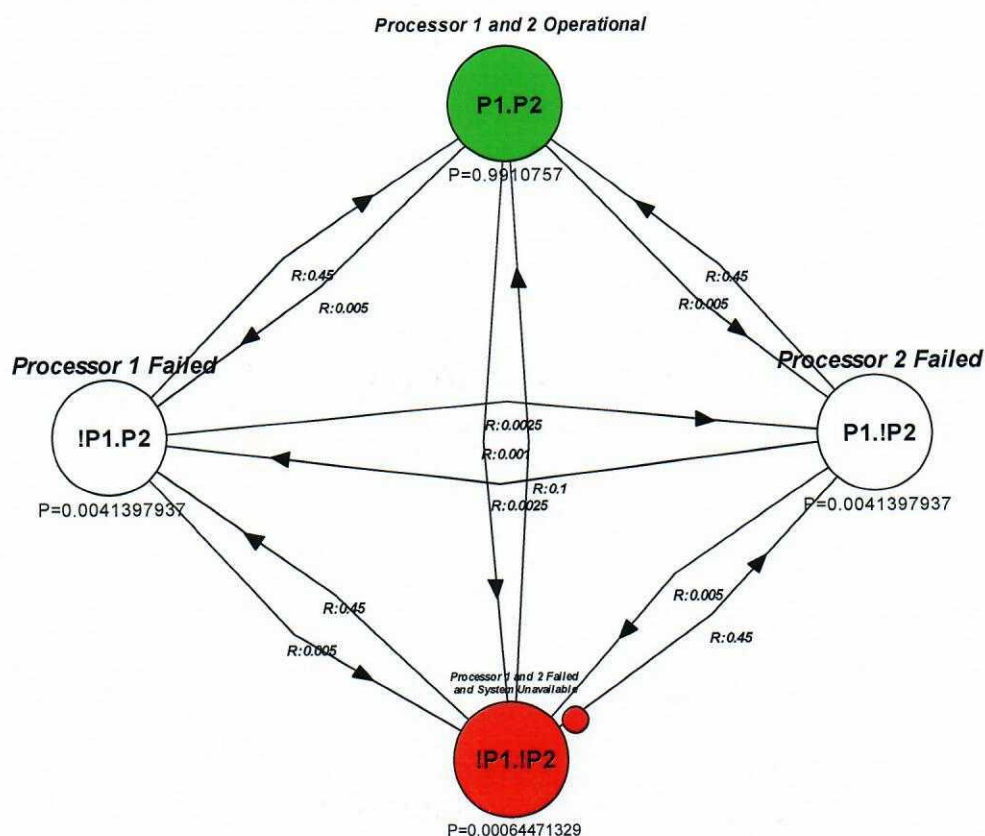 Processor 1 and 2 Operational
P1.P2
P=0.9910757
R:0.45
R:0.45
R:0.005
R:0.005
Processor 1 Failed
Processor 2 Failed
!P1.P2
P1.!P2
R:0.0025
R:0.001
R:0.1
R:0.0025
P=0.0041397937
P=0.0041397937
R:0.45
R:0.005
R:0.005
R:0.45
Processor 1 and 2 Failed
and System Unavailable
!P1.!P2
P=0.00064471329